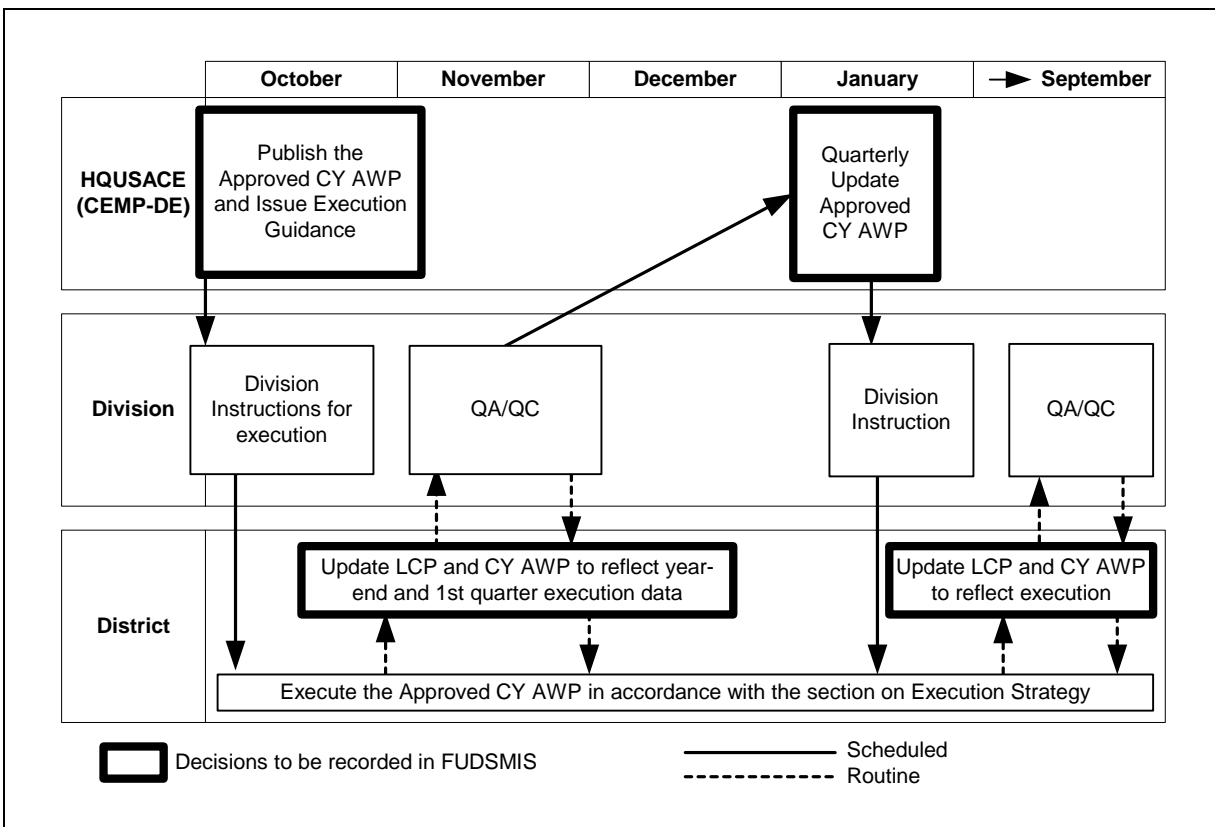 October
November
December
January
September
HQUSACE
(CEMP-DE)
Publish the
Approved CY AWP
and Issue Execution
Guidance
Quarterly
Update
Approved
CY AWP
Division
Division
Instructions for
execution
QA/QC
Division
Instruction
QA/QC
District
Update LCP and CY AWP to reflect year-
end and 1st quarter execution data
Update LCP and CY AWP
to reflect execution
Execute the Approved CY AWP in accordance with the section on Execution Strategy
Decisions to be recorded in FUDSMIS
Scheduled
Routine